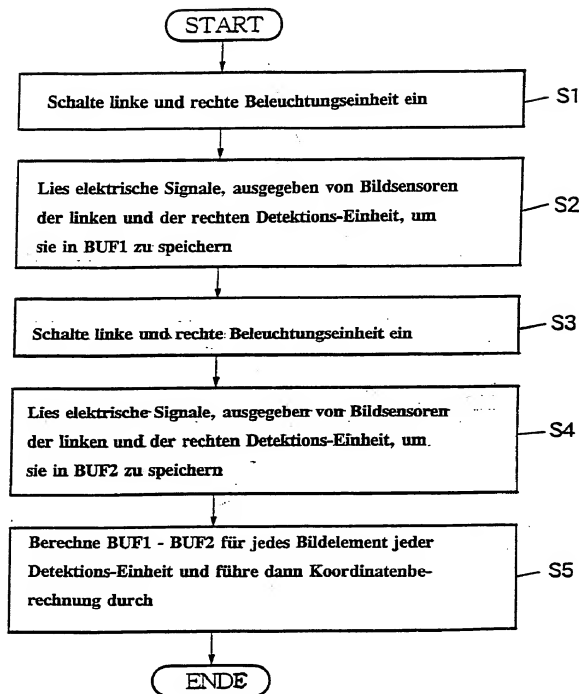 START
Schalte linke und rechte Beleuchtungseinheit ein
S1
Lies elektrische Signale, ausgegeben von Bildsensoren
der linken und der rechten Detektions-Einheit, um
sie in BUF1 zu speichern
S2
Schalte linke und rechte Beleuchtungseinheit ein
S3
Lies elektrische Signale, ausgegeben von Bildsensoren
der linken und der rechten Detektions-Einheit, um
sie in BUF2 zu speichern
S4
Berechne BUF1 - BUF2 für jedes Bildelement jeder
Detektions-Einheit und führe dann Koordinatenbe-
rechnung durch
S5
ENDE